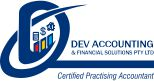 DEV ACCOUNTING
& FINANCIAL SOLUTIONS PTY LTD
Certified Practising Accountant